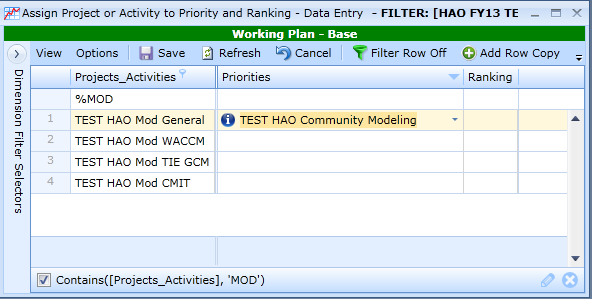 Assign Project or Activity to Priority and Ranking - Data Entry - FILTER: [HAO FY13 TE
Working Plan - Base
View Options Save Refresh Cancel Filter Row Off Add Row Copy
Dimension Filter Selectors
Projects_Activities Priorities Ranking
%MOD
1 TEST HAO Mod General TEST HAO Community Modeling
2 TEST HAO Mod WACCM
3 TEST HAO Mod TIE GCM
4 TEST HAO Mod CMIT
Contains([Projects_Activities], 'MOD')